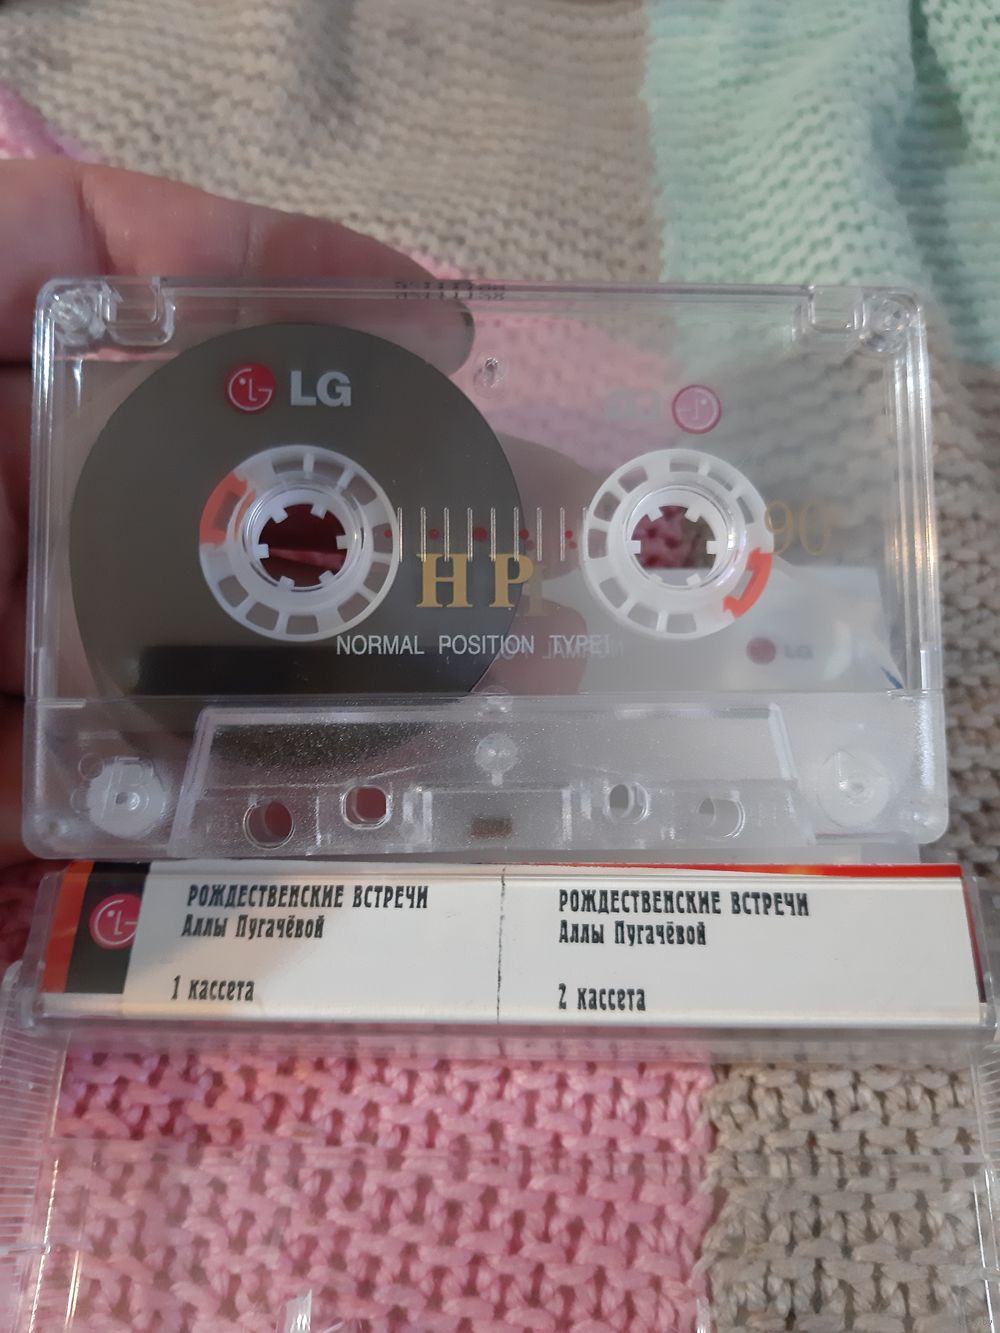 LG
90
HP
NORMAL POSITION TYPE I
LG
РОЖДЕСТВЕНСКИЕ ВСТРЕЧИ
Аллы Пугачёвой
1 кассета
РОЖДЕСТВЕНСКИЕ ВСТРЕЧИ
Аллы Пугачёвой
2 кассета